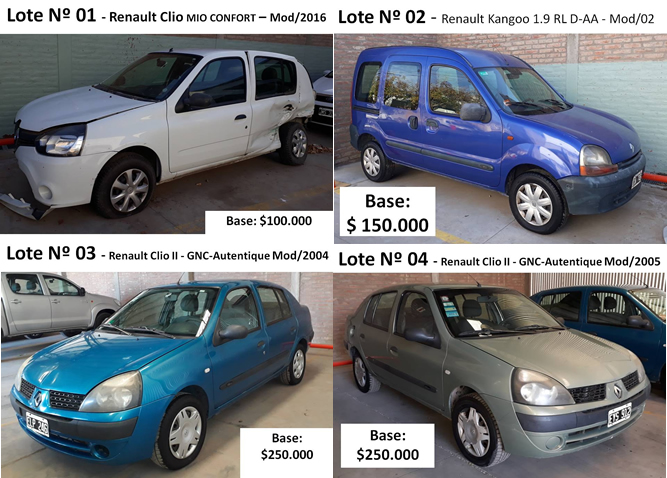 Lote Nº 01 - Renault Clio MIO CONFORT – Mod/2016
Base: $100.000
Lote Nº 02 - Renault Kangoo 1.9 RL D-AA - Mod/02
Base:
$ 150.000
Lote Nº 03 - Renault Clio II - GNC-Autentique Mod/2004
Base:
$250.000
Lote Nº 04 - Renault Clio II - GNC-Autentique Mod/2005
Base:
$250.000